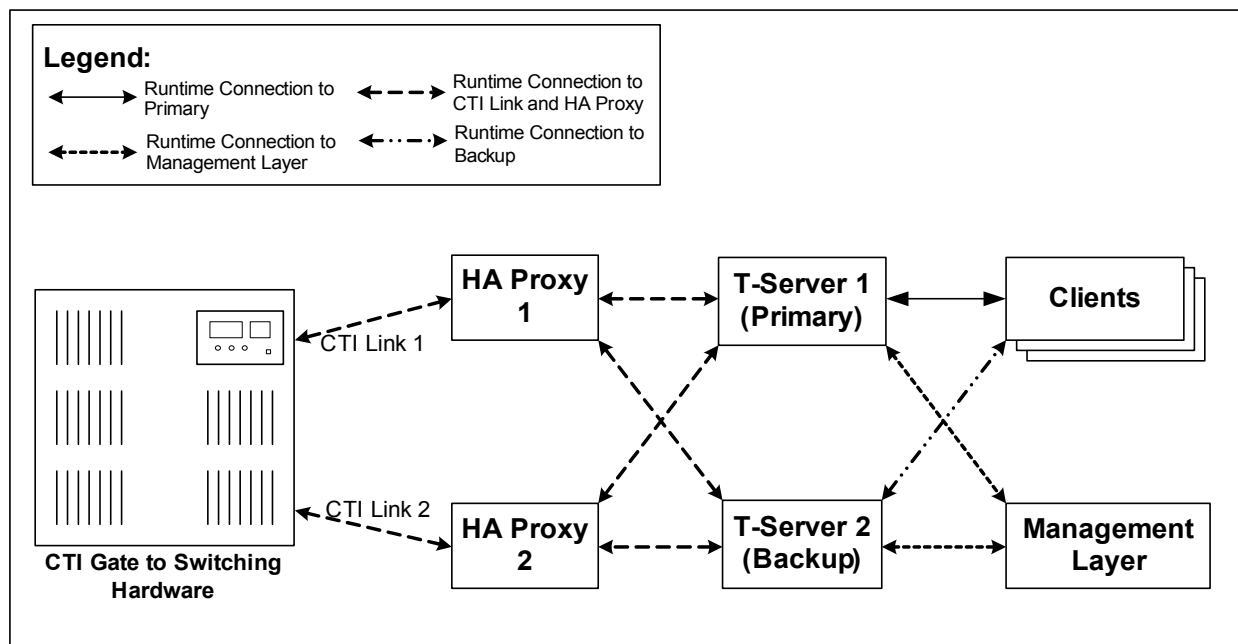 Legend:
Runtime Connection to
Primary
Runtime Connection to
CTI Link and HA Proxy
Runtime Connection to
Management Layer
Runtime Connection to
Backup
HA Proxy
1
T-Server 1
(Primary)
Clients
CTI Link 1
CTI Link 2
HA Proxy
2
T-Server 2
(Backup)
Management
Layer
CTI Gate to Switching
Hardware